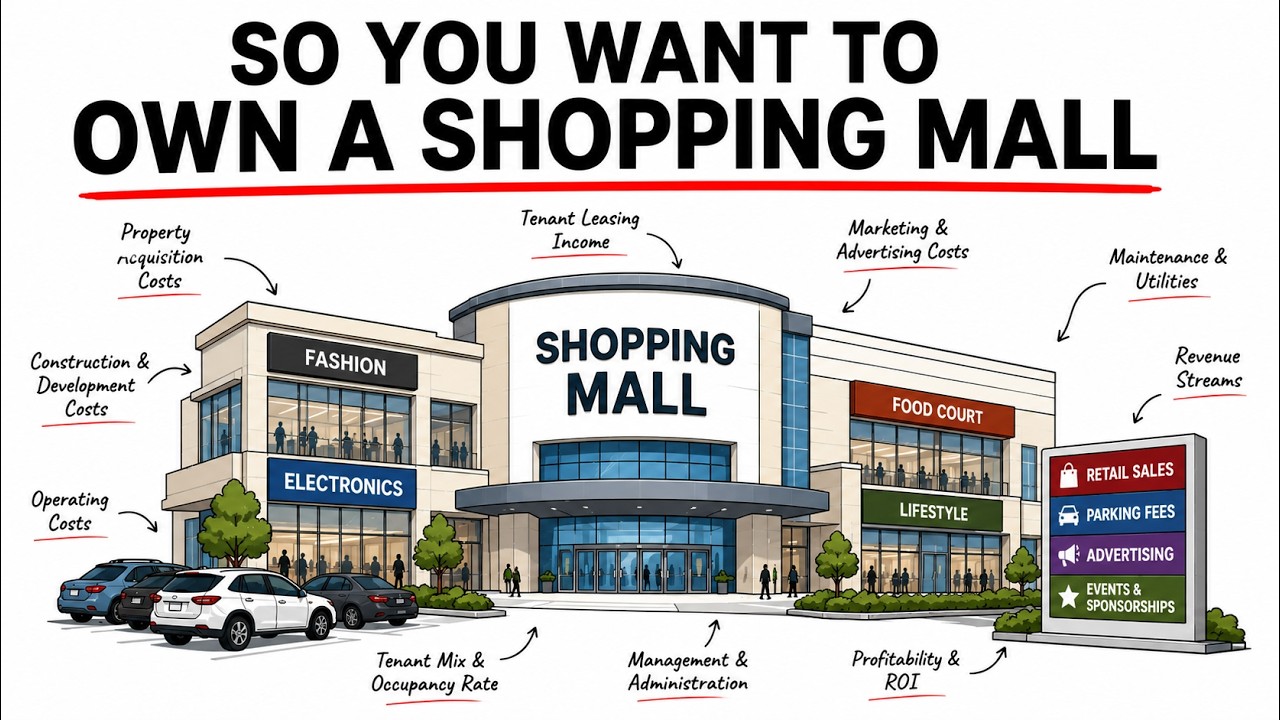 SO YOU WANT TO
OWN A SHOPPING MALL
Property
Acquisition
Costs
Tenant Leasing
Income
Marketing &
Advertising Costs
Maintenance &
Utilities
Construction &
Development
Costs
Revenue
Streams
Operating
Costs
FASHION
ELECTRONICS
SHOPPING
MALL
FOOD COURT
LIFESTYLE
RETAIL SALES
PARKING FEES
ADVERTISING
EVENTS &
SPONSORSHIPS
Tenant Mix &
Occupancy Rate
Management &
Administration
Profitability &
ROI